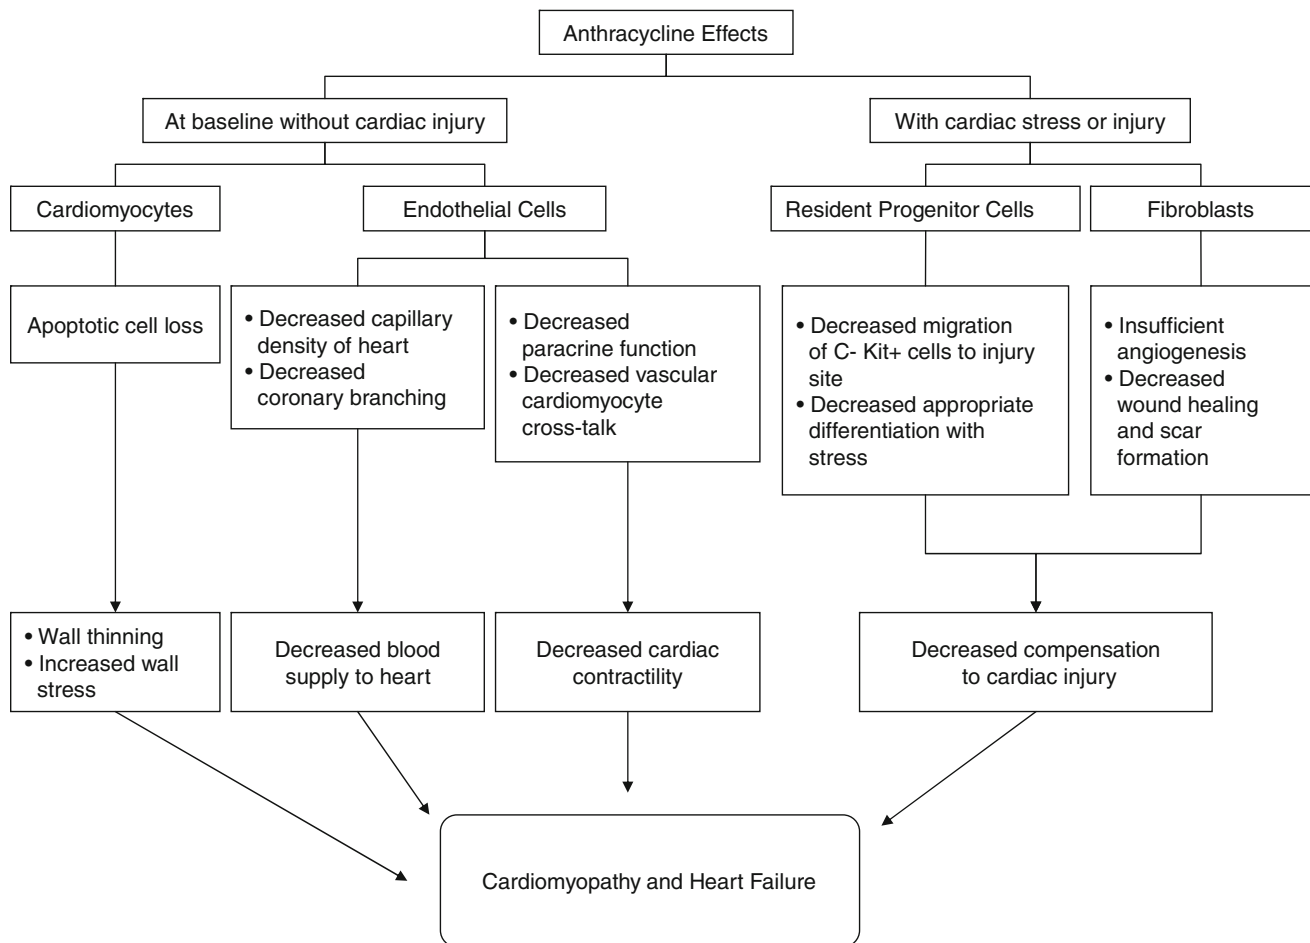 Anthracycline Effects
At baseline without cardiac injury
With cardiac stress or injury
Cardiomyocytes
Endothelial Cells
Resident Progenitor Cells
Fibroblasts
Apoptotic cell loss
• Decreased capillary
density of heart
• Decreased
coronary branching
• Decreased
paracrine function
• Decreased vascular
cardiomyocyte
cross-talk
• Decreased migration
of C- Kit+ cells to injury
site
• Decreased appropriate
differentiation with
stress
• Insufficient
angiogenesis
• Decreased
wound healing
and scar
formation
• Wall thinning
• Increased wall
stress
Decreased blood
supply to heart
Decreased cardiac
contractility
Decreased compensation
to cardiac injury
Cardiomyopathy and Heart Failure